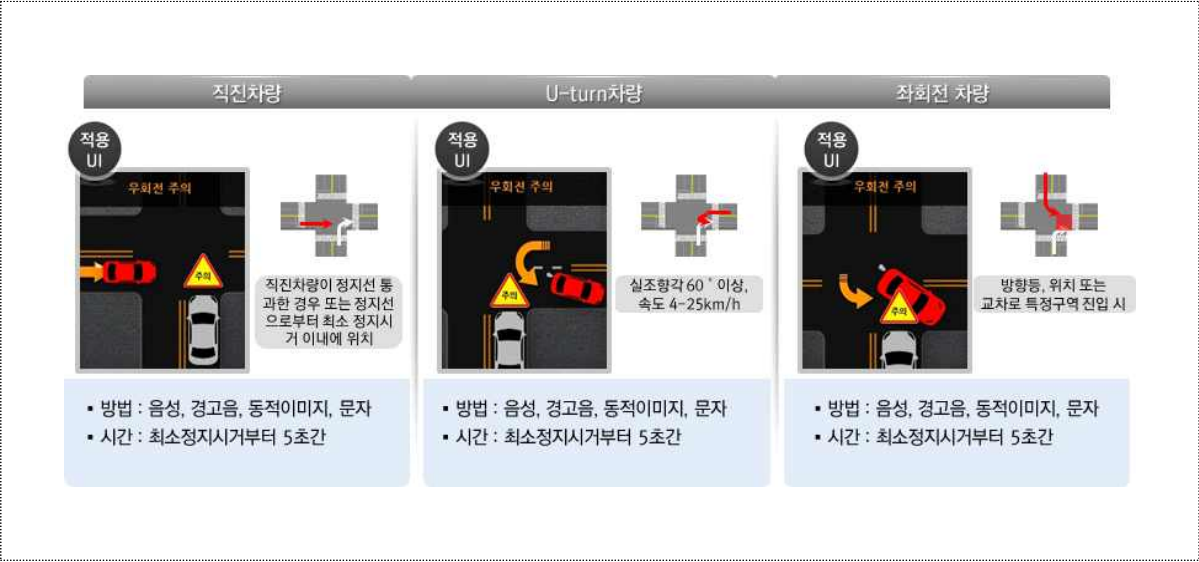 직진차량
U-turn차량
좌회전 차량
적용
UI
우회전 주의
주의
직진차량이 정지선 통
과한 경우 또는 정지선
으로부터 최소 정지시
거 이내에 위치
적용
UI
우회전 주의
주의
실조향각 60˚이상,
속도 4-25km/h
적용
UI
우회전 주의
주의
방향등, 위치 또는
교차로 특정구역 진입 시
▪ 방법 : 음성, 경고음, 동적이미지, 문자
▪ 시간 : 최소정지시거부터 5초간
▪ 방법 : 음성, 경고음, 동적이미지, 문자
▪ 시간 : 최소정지시거부터 5초간
▪ 방법 : 음성, 경고음, 동적이미지, 문자
▪ 시간 : 최소정지시거부터 5초간